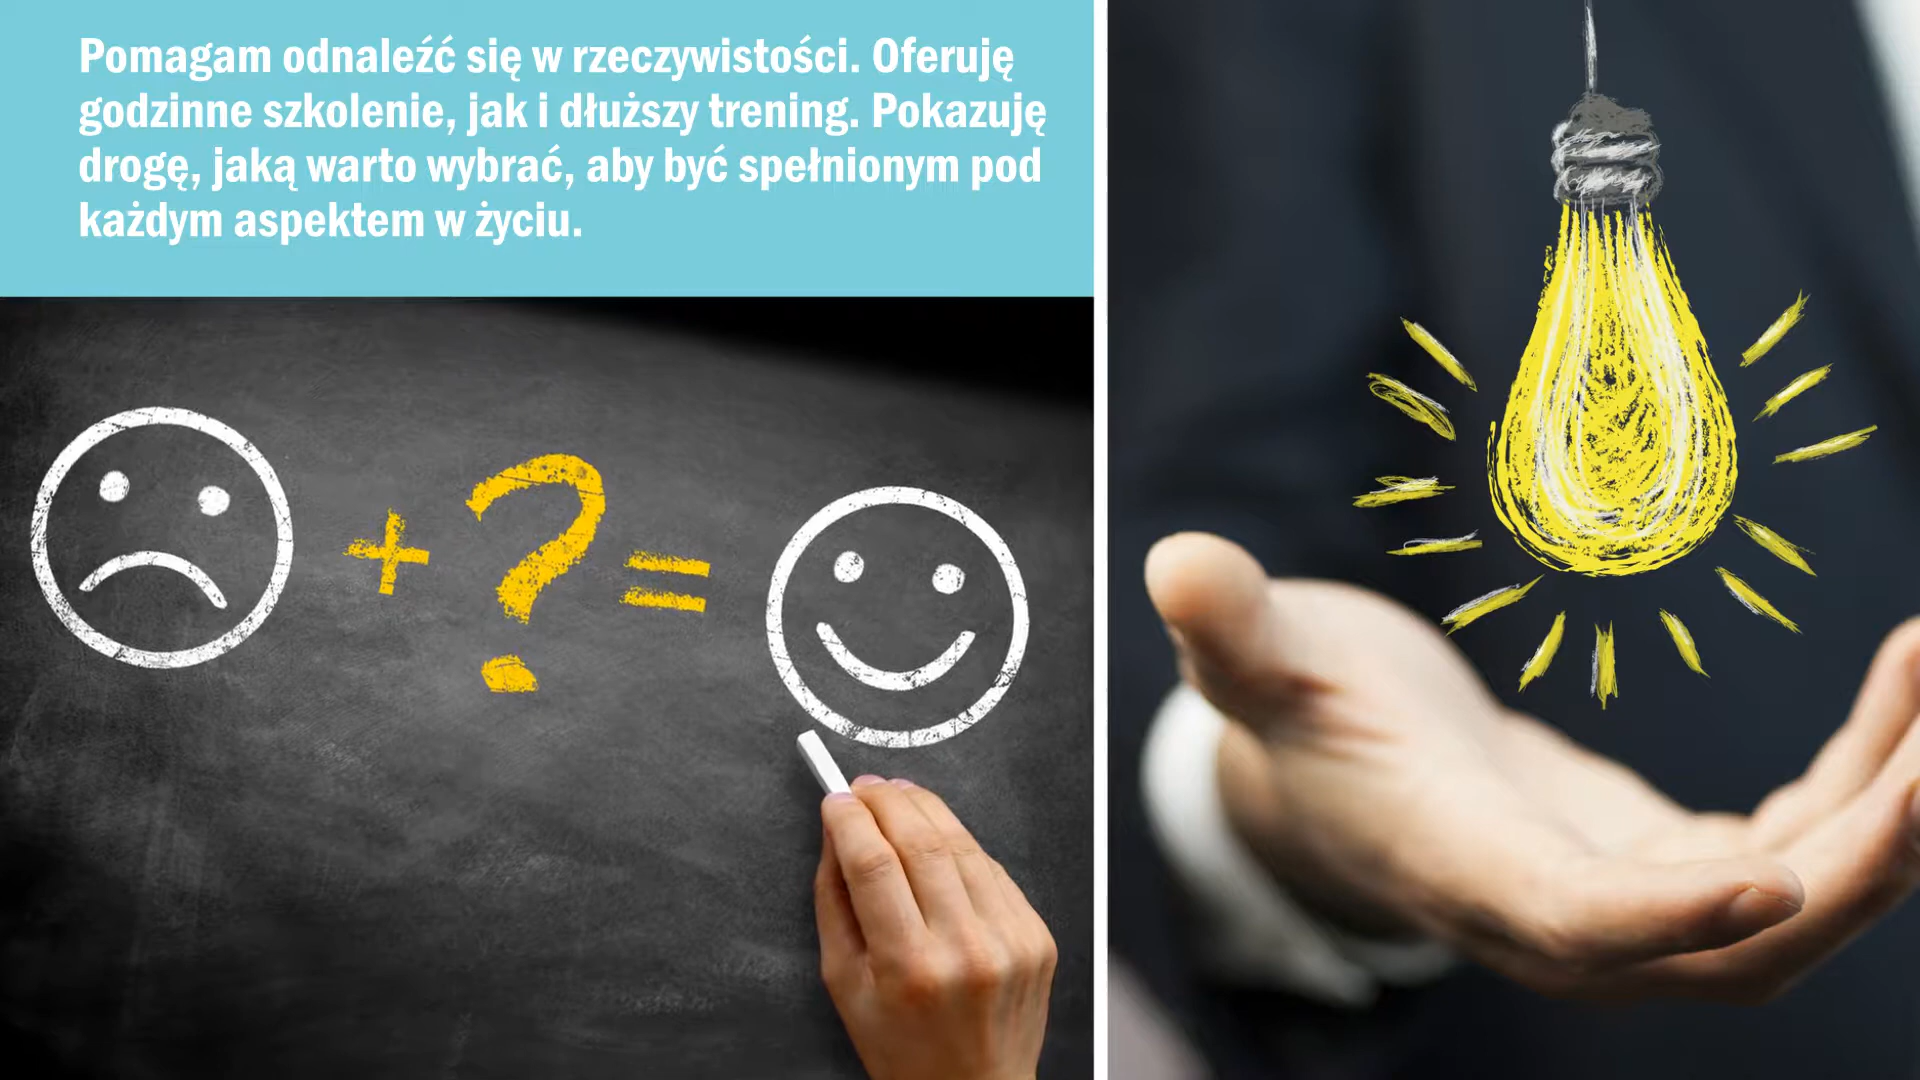 Pomagam odnaleźć się w rzeczywistości. Oferuję
godzinne szkolenie, jak i dłuższy trening. Pokazuję
drogę, jaką warto wybrać, aby być spełnionym pod
każdym aspektem w życiu.
+ ? =